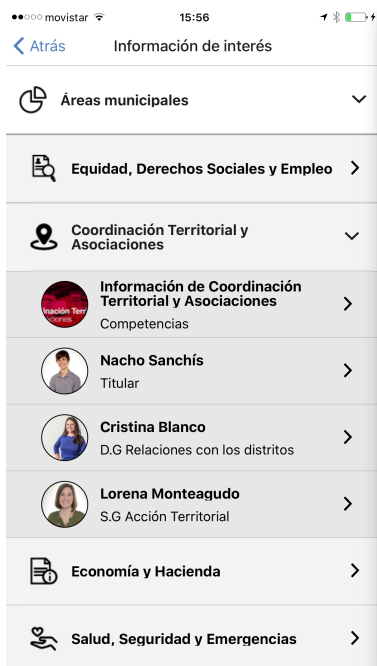 movistar 15:56
Atrás Información de interés
Áreas municipales
Equidad, Derechos Sociales y Empleo
Coordinación Territorial y
Asociaciones
Información de Coordinación
Territorial y Asociaciones
Competencias
Nacho Sanchís
Titular
Cristina Blanco
D.G Relaciones con los distritos
Lorena Monteagudo
S.G Acción Territorial
Economía y Hacienda
Salud, Seguridad y Emergencias